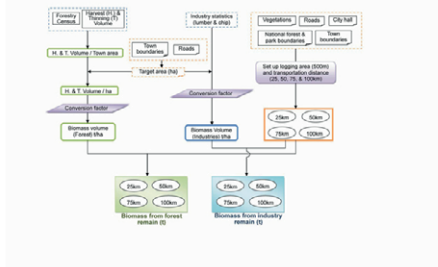 Forestry
Census
Harvest (H.) &
Thinning (T.)
Volume
Industry statistics
(lumber & chip)
Vegetations
Roads
City hall
National forest &
park boundaries
Town
boundaries
H. & T. Volume / Town area
Town
boundaries
Roads
Target area (ha)
Set up logging area (500m)
and transportation distance
(25, 50, 75, & 100km)
H. & T. Volume / ha
Conversion factor
Conversion factor
Biomass volume
(Forest) t/ha
Biomass Volume
(Industries) t/ha
25km
50km
75km
100km
25km
50km
75km
100km
Biomass from forest
remain (t)
25km
50km
75km
100km
Biomass from industry
remain (t)